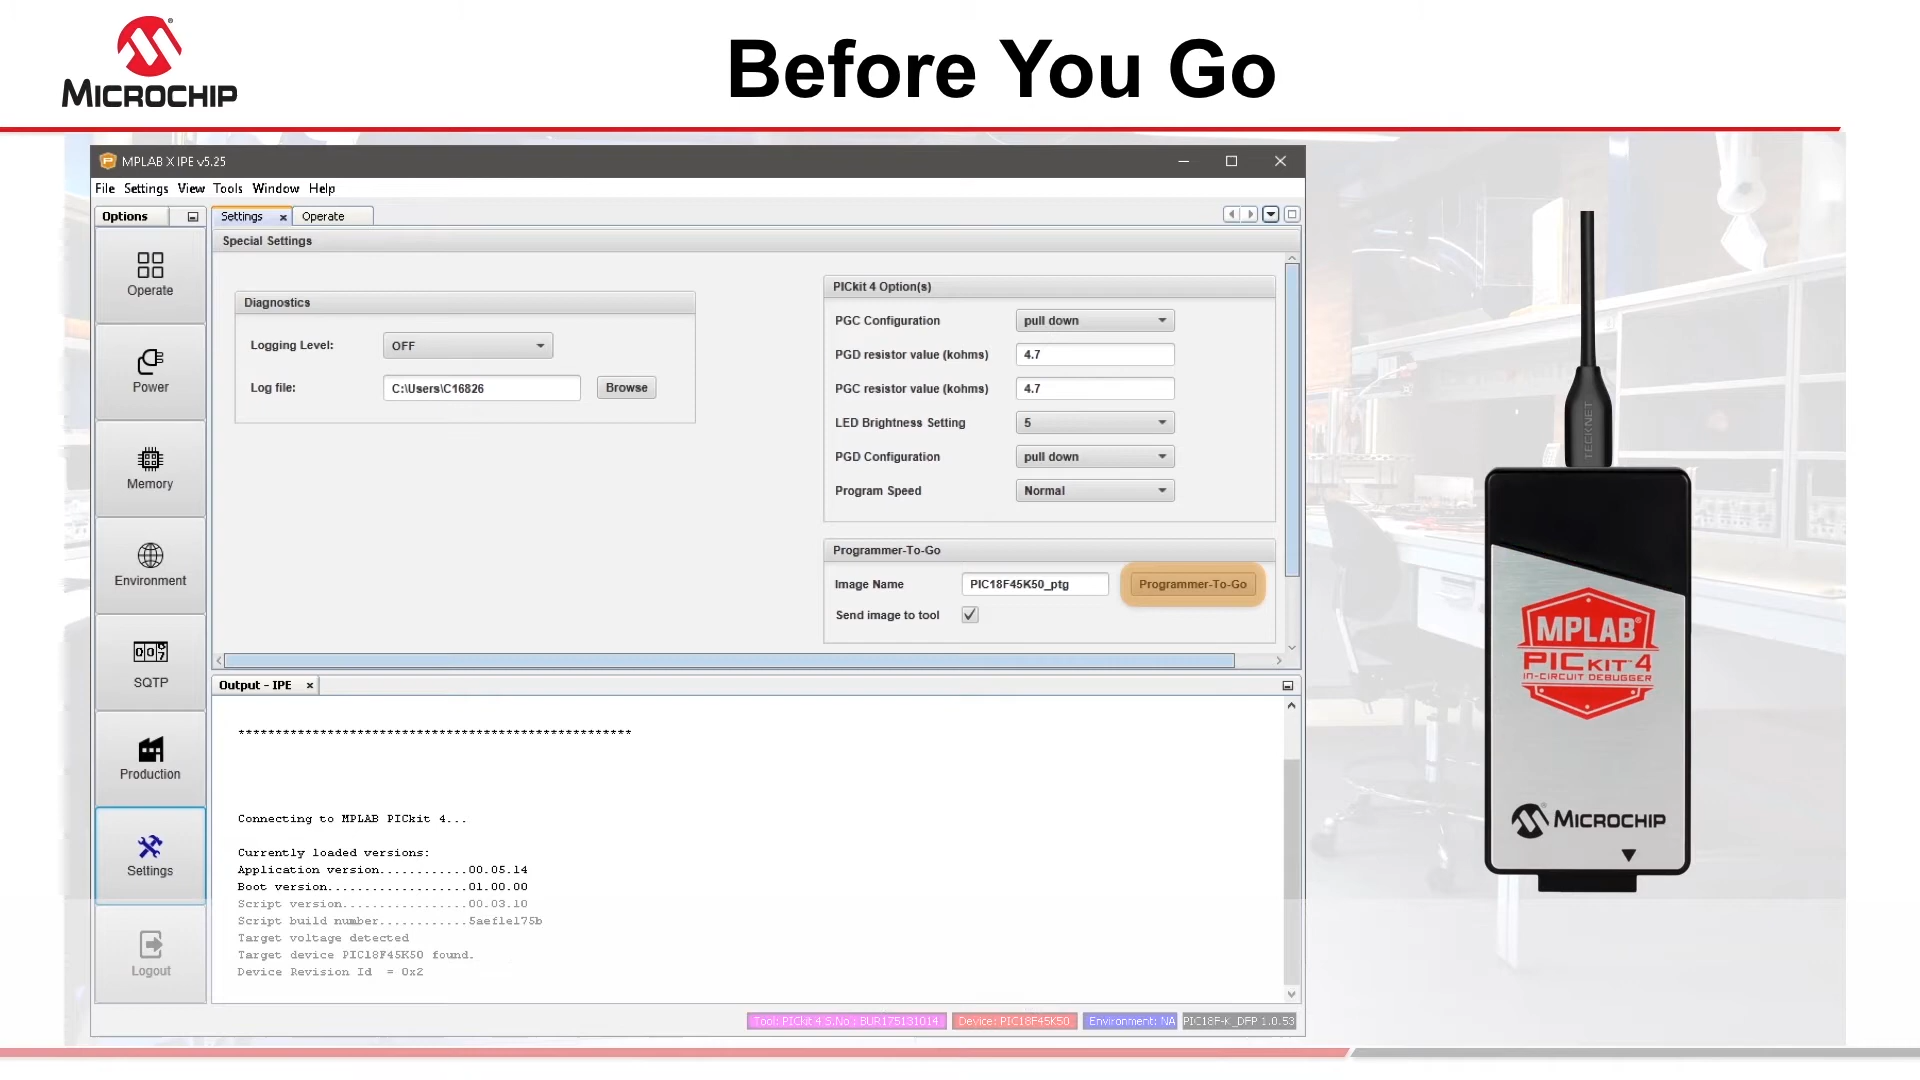 MICROCHIP
Before You Go
MPLAB X IPE v5.25
File Settings View Tools Window Help
Options
Settings
Operate
Special Settings
Operate
Power
Memory
Environment
SQTP
Production
Settings
Logout
Diagnostics
Logging Level: OFF
Log file: C:\Users\C16826 Browse
PICkit 4 Option(s)
PGC Configuration pull down
PGD resistor value (kohms) 4.7
PGC resistor value (kohms) 4.7
LED Brightness Setting 5
PGD Configuration pull down
Program Speed Normal
Programmer-To-Go
Image Name PIC18F45K50_ptg Programmer-To-Go
Send image to tool
Output - IPE
*****************************************************
Connecting to MPLAB PICkit 4...
Currently loaded versions:
Application version............00.05.14
Boot version...................01.00.00
Script version.................00.03.10
Script build number............5aef1e175b
Target voltage detected
Target device PIC18F45K50 found.
Device Revision Id  = 0x2
Tool: PICkit 4 S.No : BUR175131014 Device: PIC18F45K50 Environment: NA PIC18F-K_DFP 1.0.53
TECKNET
MPLAB®
PICkit™4
IN-CIRCUIT DEBUGGER
MICROCHIP